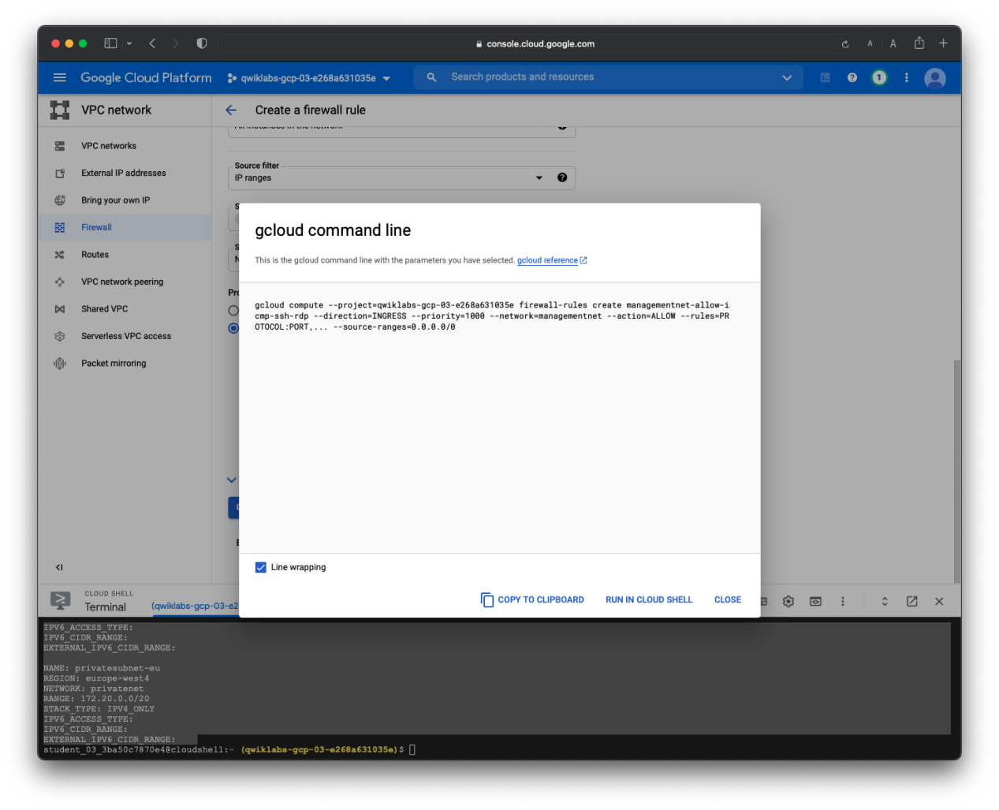 console.cloud.google.com
A
A
Google Cloud Platform
qwiklabs-gcp-03-e268a631035e
Search products and resources
1
VPC network
Create a firewall rule
VPC networks
External IP addresses
Bring your own IP
Firewall
Routes
VPC network peering
Shared VPC
Serverless VPC access
Packet mirroring
All instances in the network
Source filter
IP ranges
gcloud command line
This is the gcloud command line with the parameters you have selected. gcloud reference
gcloud compute --project=qwiklabs-gcp-03-e268a631035e firewall-rules create managementnet-allow-i
cmp-ssh-rdp --direction=INGRESS --priority=1000 --network=managementnet --action=ALLOW --rules=PR
OTOCOL:PORT,... --source-ranges=0.0.0.0/0
Line wrapping
COPY TO CLIPBOARD
RUN IN CLOUD SHELL
CLOSE
CLOUD SHELL
Terminal
(qwiklabs-gcp-03-e2
IPV6_ACCESS_TYPE:
IPV6_CIDR_RANGE:
EXTERNAL_IPV6_CIDR_RANGE:
NAME: privatesubnet-eu
REGION: europe-west4
NETWORK: privatenet
RANGE: 172.20.0.0/20
STACK_TYPE: IPV4_ONLY
IPV6_ACCESS_TYPE:
IPV6_CIDR_RANGE:
EXTERNAL_IPV6_CIDR_RANGE:
student_03_3ba50c7870e4@cloudshell:~ (qwiklabs-gcp-03-e268a631035e)$